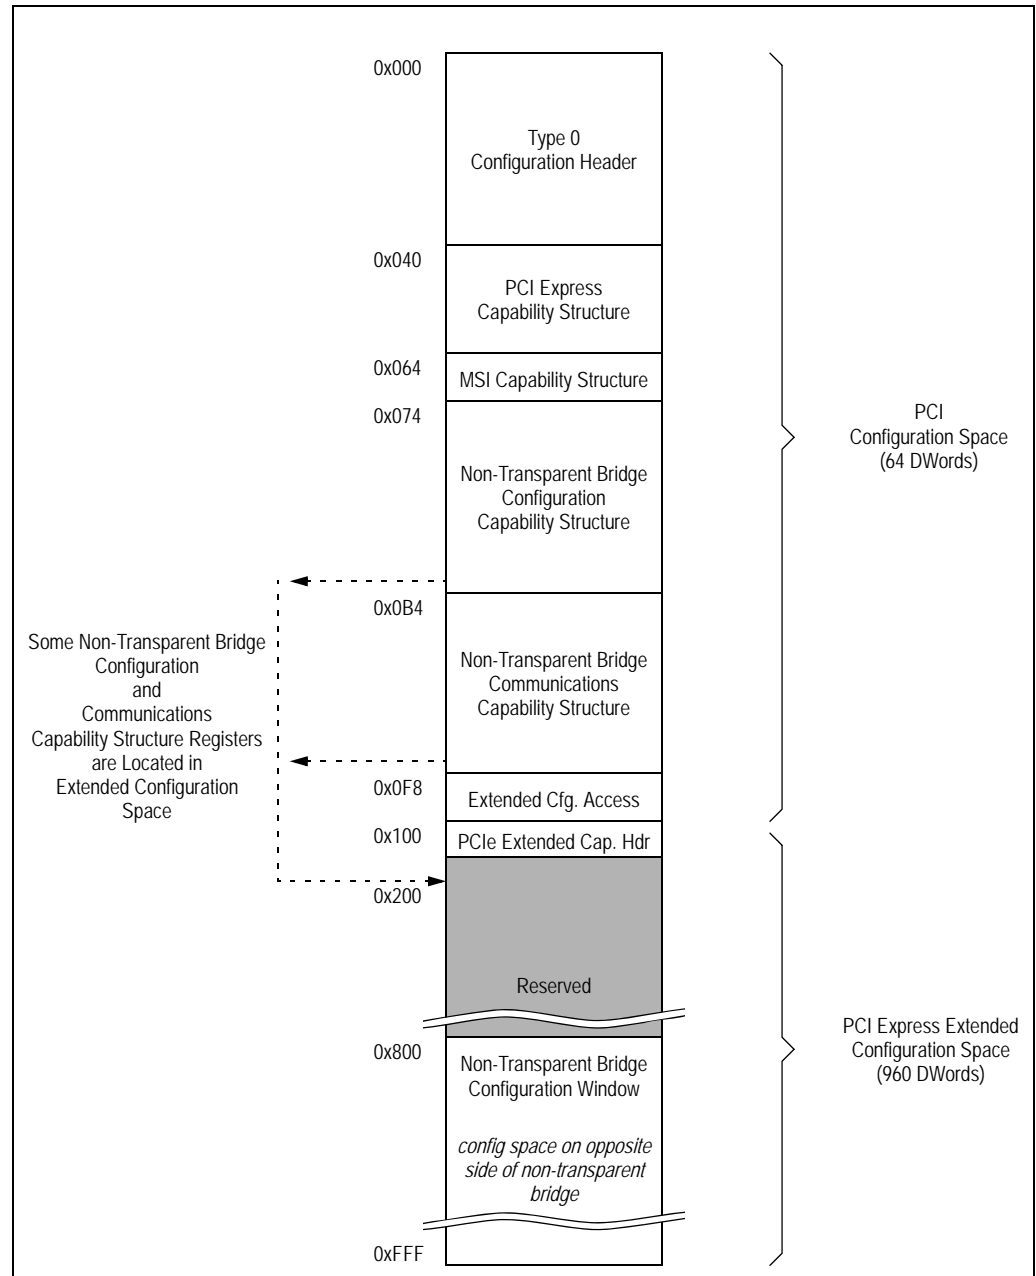 0x000
Type 0
Configuration Header
0x040
PCI Express
Capability Structure
0x064
MSI Capability Structure
0x074
PCI
Configuration Space
(64 DWords)
Non-Transparent Bridge
Configuration
Capability Structure
0x0B4
Some Non-Transparent Bridge
Configuration
and
Communications
Capability Structure Registers
are Located in
Extended Configuration
Space
Non-Transparent Bridge
Communications
Capability Structure
0x0F8
Extended Cfg. Access
0x100
PCIe Extended Cap. Hdr
0x200
Reserved
PCI Express Extended
Configuration Space
(960 DWords)
0x800
Non-Transparent Bridge
Configuration Window
config space on opposite
side of non-transparent
bridge
0xFFF